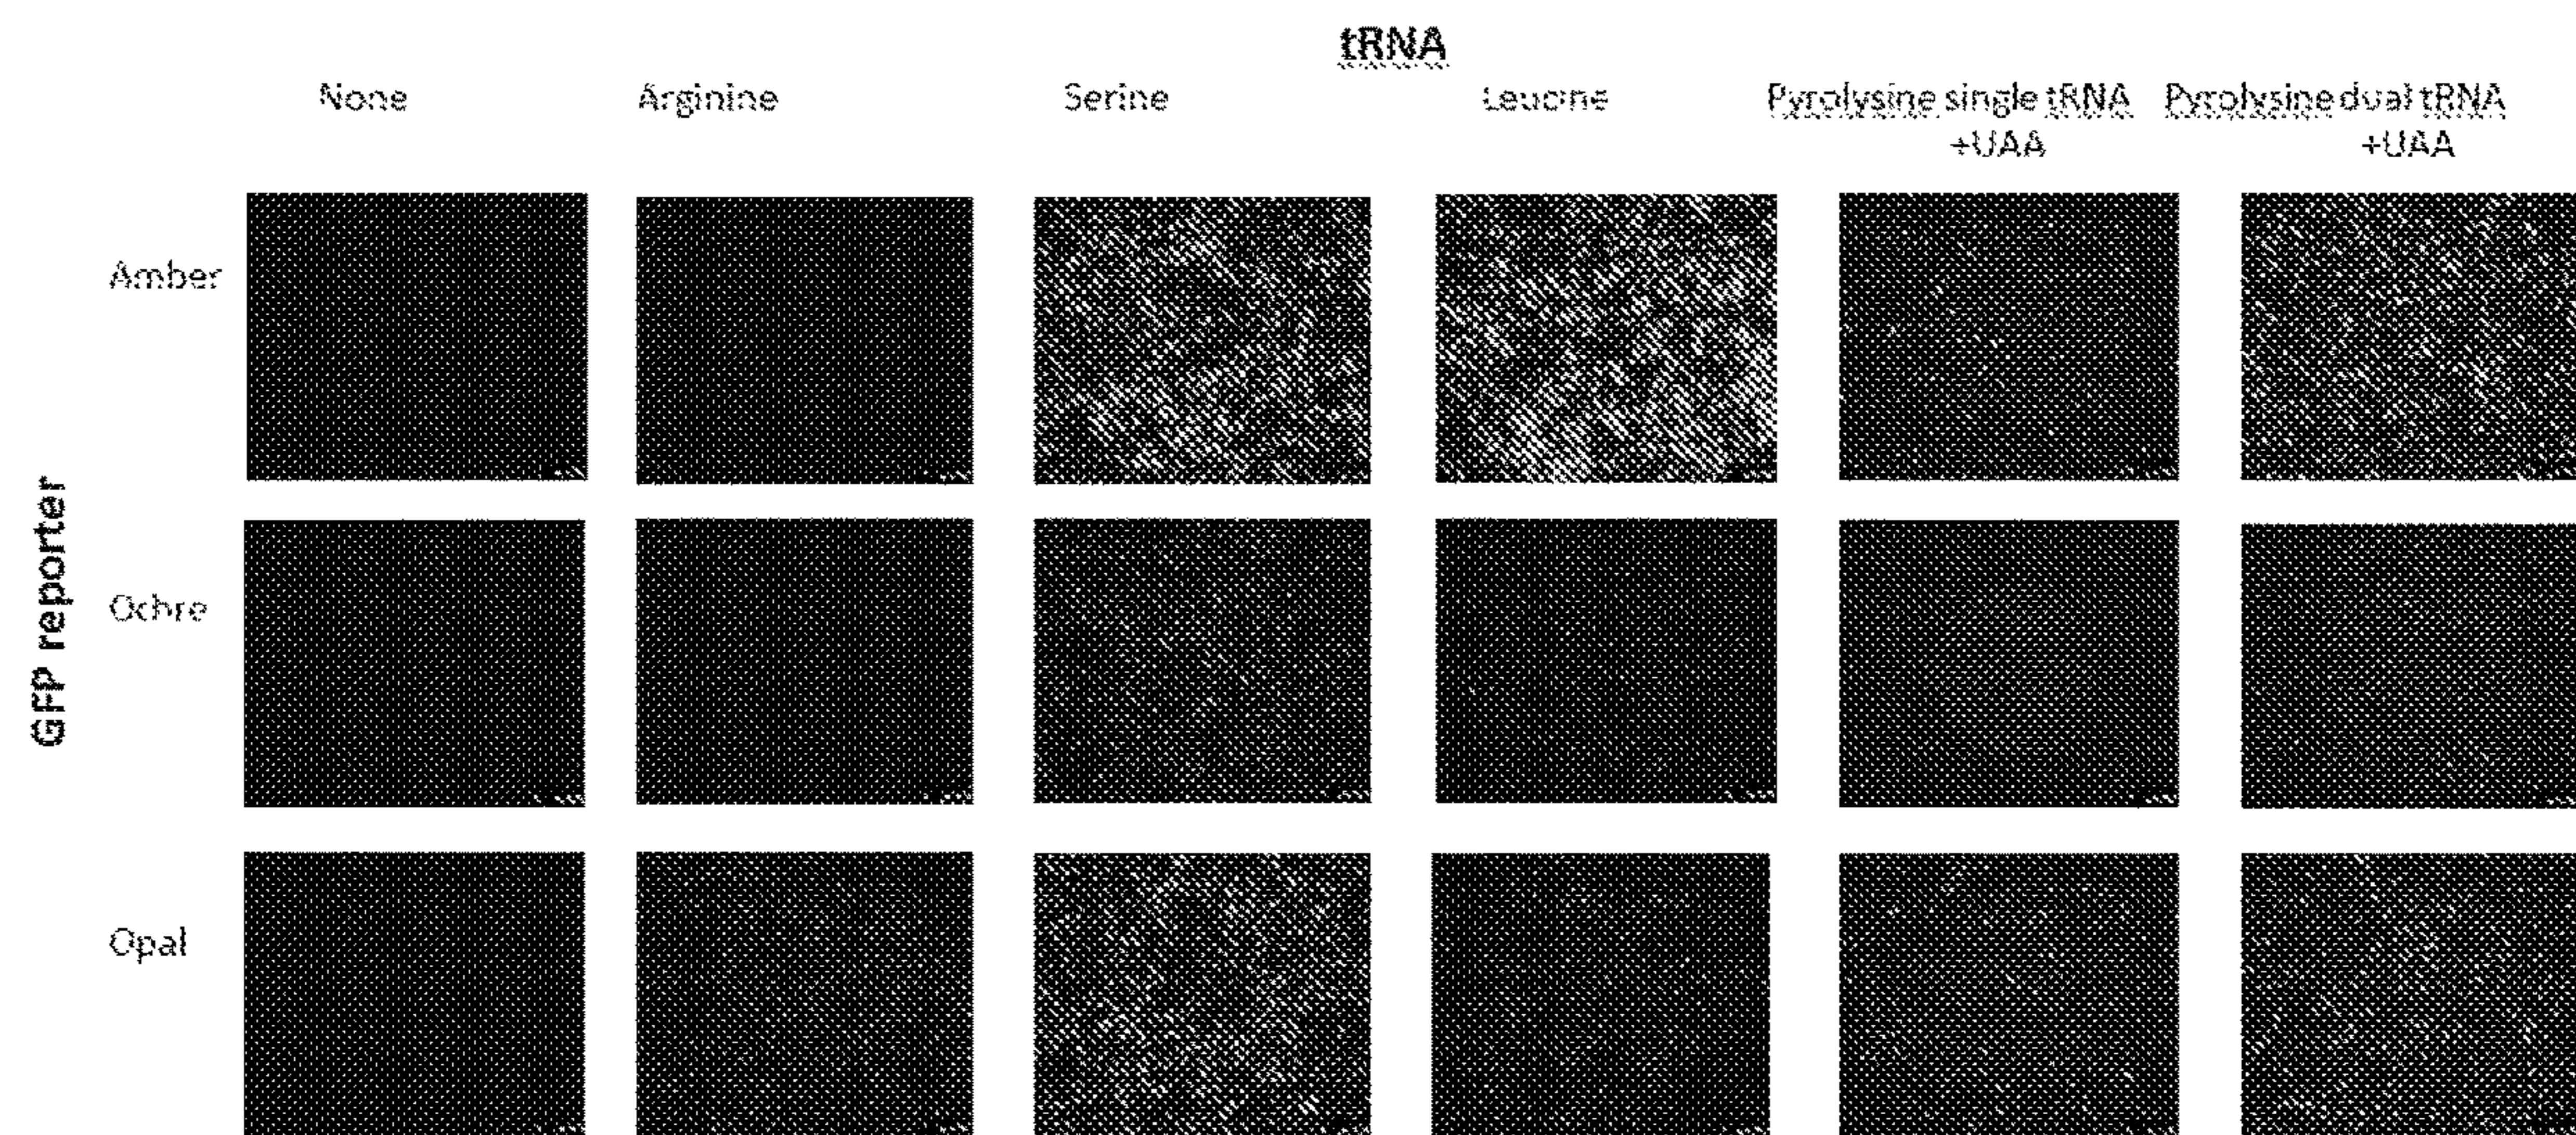 tRNA
None Arginine Serine Leucine Pyrolysine single tRNA Pyrolysine dual tRNA
+UAA +UAA
GFP reporter
Amber
Ochre
Opal